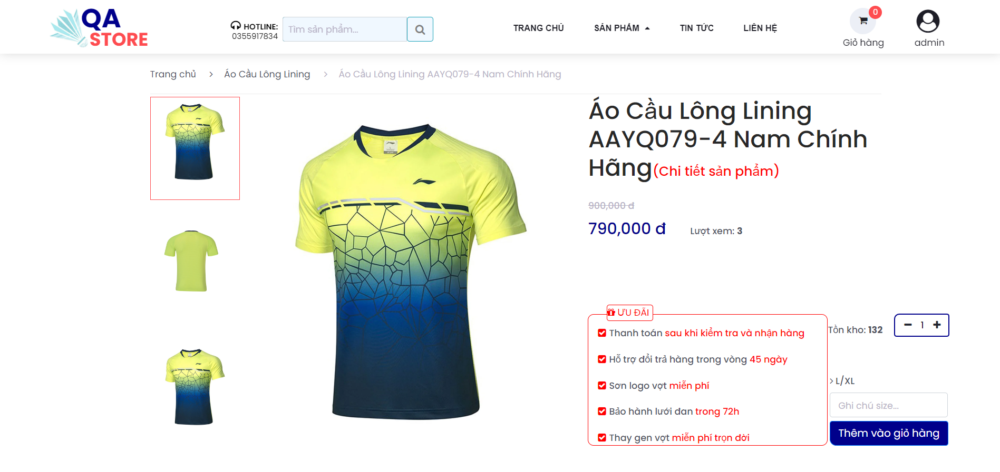 QA
STORE
HOTLINE:
0355917834
Tìm sản phẩm...
TRANG CHỦ
SẢN PHẨM
TIN TỨC
LIÊN HỆ
0
Giỏ hàng
admin
Trang chủ > Áo Cầu Lông Lining > Áo Cầu Lông Lining AAYQ079-4 Nam Chính Hãng
Áo Cầu Lông Lining
AAYQ079-4 Nam Chính
Hãng(Chi tiết sản phẩm)
900,000 đ
790,000 đ
Lượt xem: 3
ƯU ĐÃI
Thanh toán sau khi kiểm tra và nhận hàng
Hỗ trợ đổi trả hàng trong vòng 45 ngày
Sơn logo vợt miễn phí
Bảo hành lưới đan trong 72h
Thay gen vợt miễn phí trọn đời
Tồn kho: 132
− 1 +
> L/XL
Ghi chú size...
Thêm vào giỏ hàng